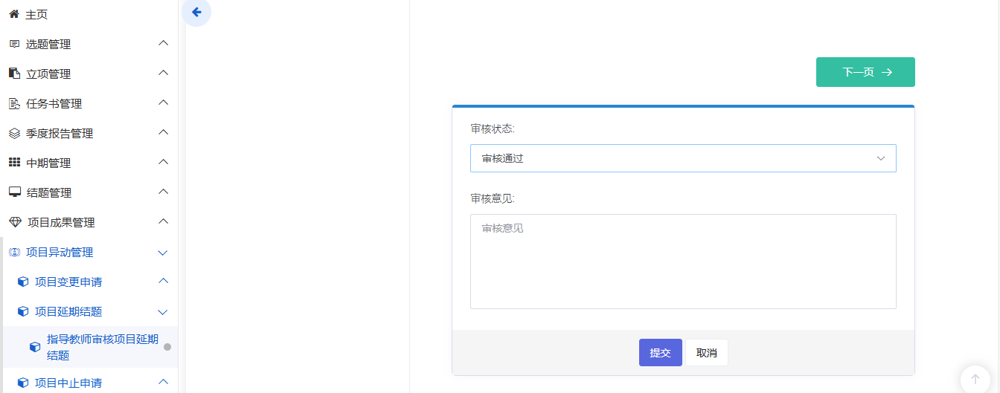 主页
选题管理
立项管理
任务书管理
季度报告管理
中期管理
结题管理
项目成果管理
项目异动管理
项目变更申请
项目延期结题
指导教师审核项目延期
结题
项目中止申请
下一页
审核状态:
审核通过
审核意见:
审核意见
提交
取消